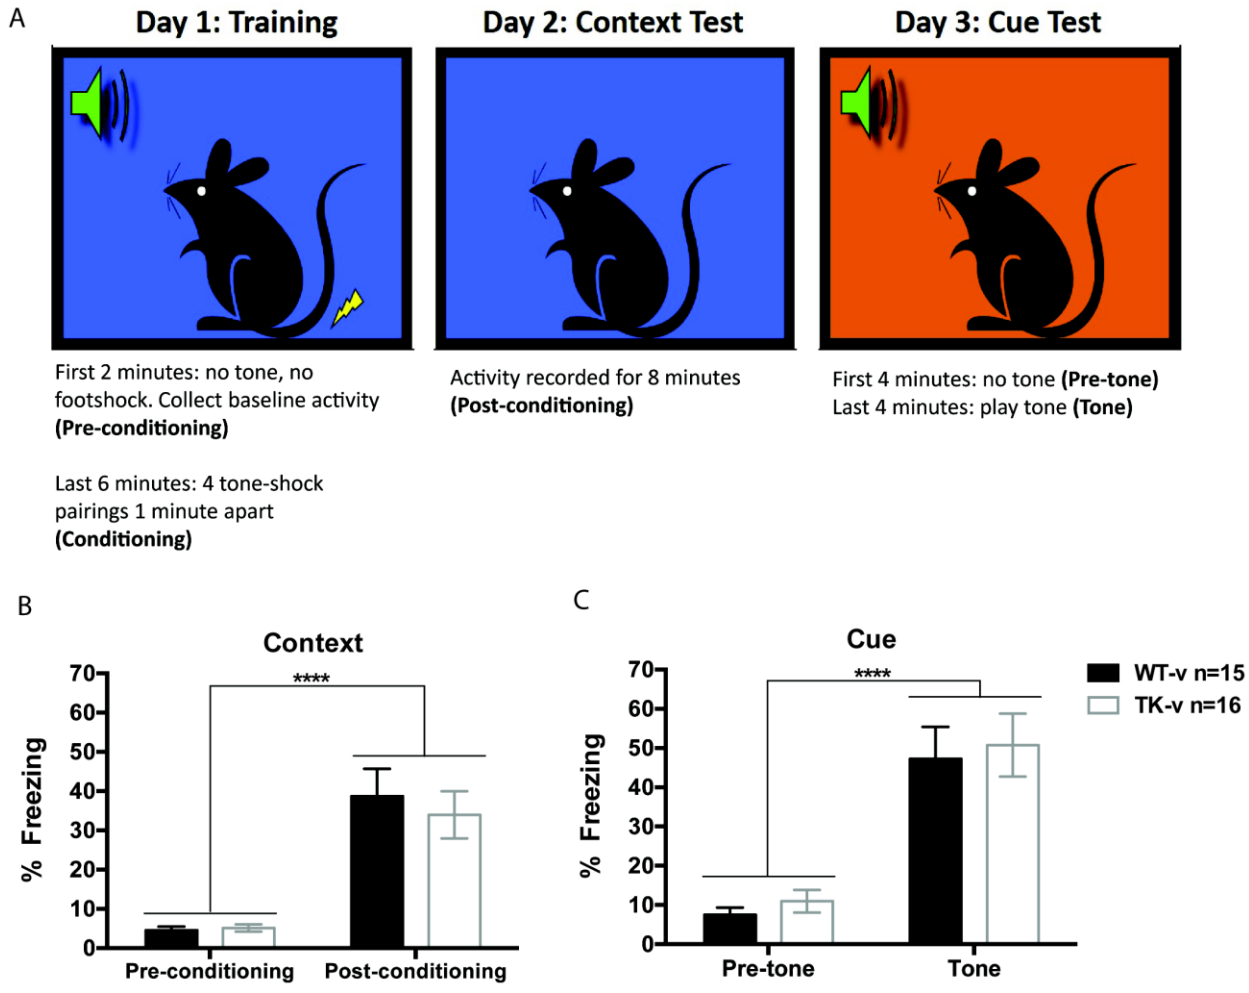 A
Day 1: Training
Day 2: Context Test
Day 3: Cue Test
First 2 minutes: no tone, no
footshock. Collect baseline activity
(Pre-conditioning)
Last 6 minutes: 4 tone-shock
pairings 1 minute apart
(Conditioning)
Activity recorded for 8 minutes
(Post-conditioning)
First 4 minutes: no tone (Pre-tone)
Last 4 minutes: play tone (Tone)
B
Context
****
% Freezing
70
60
50
40
30
20
10
0
Pre-conditioning
Post-conditioning
C
Cue
****
% Freezing
70
60
50
40
30
20
10
0
Pre-tone
Tone
WT-v n=15
TK-v n=16